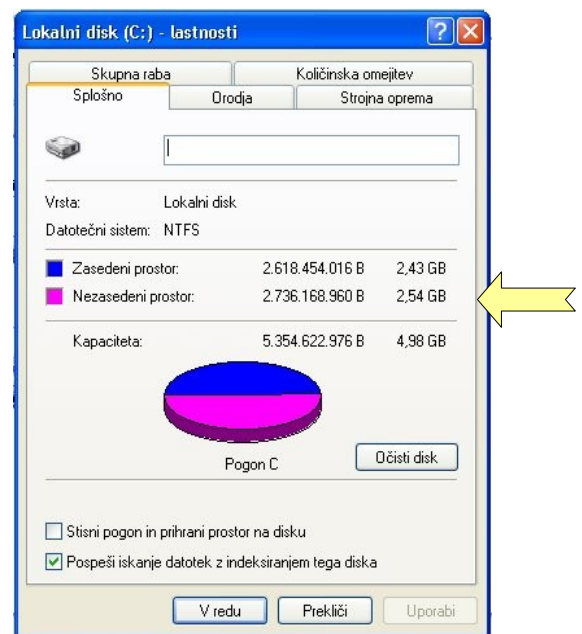 Lokalni disk (C:) - lastnosti
Skupna raba
Količinska omejitev
Splošno
Orodja
Strojna oprema
Vrsta: Lokalni disk
Datotečni sistem: NTFS
Zasedeni prostor: 2.618.454.016 B 2,43 GB
Nezasedeni prostor: 2.736.168.960 B 2,54 GB
Kapaciteta: 5.354.622.976 B 4,98 GB
Pogon C
Očisti disk
Stisni pogon in prihrani prostor na disku
Pospeši iskanje datotek z indeksiranjem tega diska
V redu
Prekliči
Uporabi